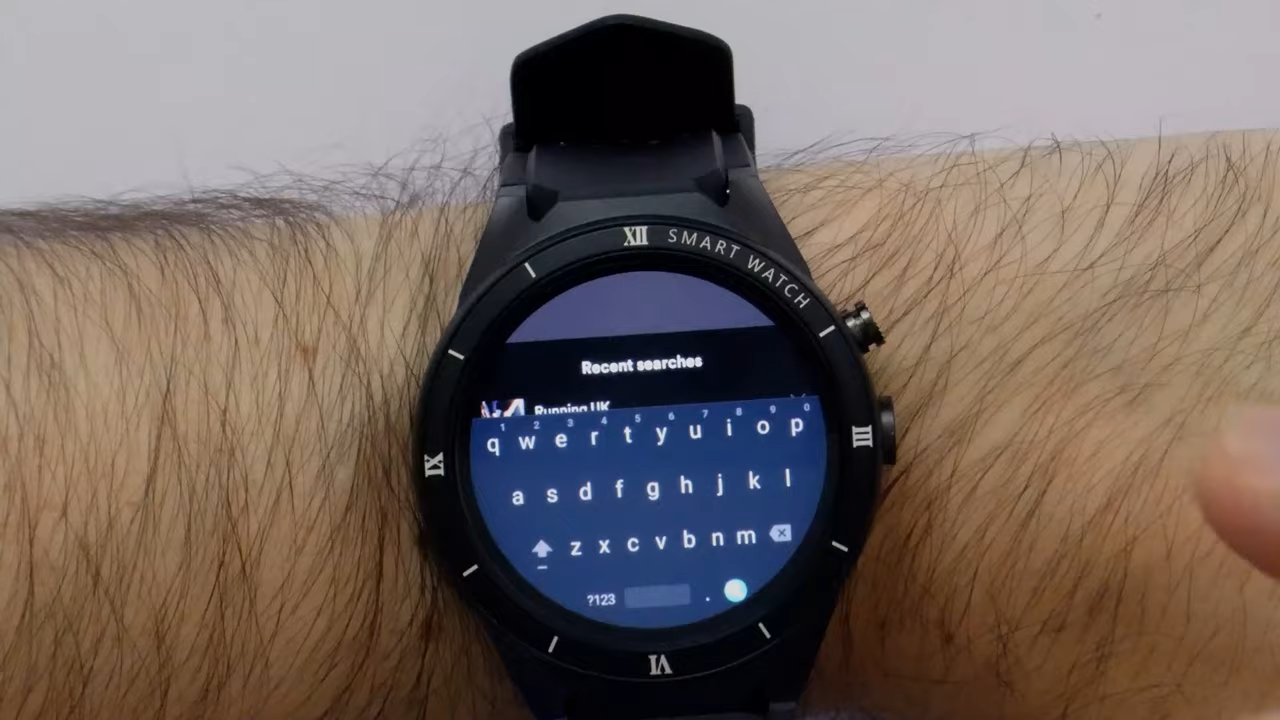 XII SMART WATCH
Recent searches
Running UK
1 2 3 4 5 6 7 8 9 0
q w e r t y u i o p
III
IX
a s d f g h j k l
z x c v b n m
?123 .
VI